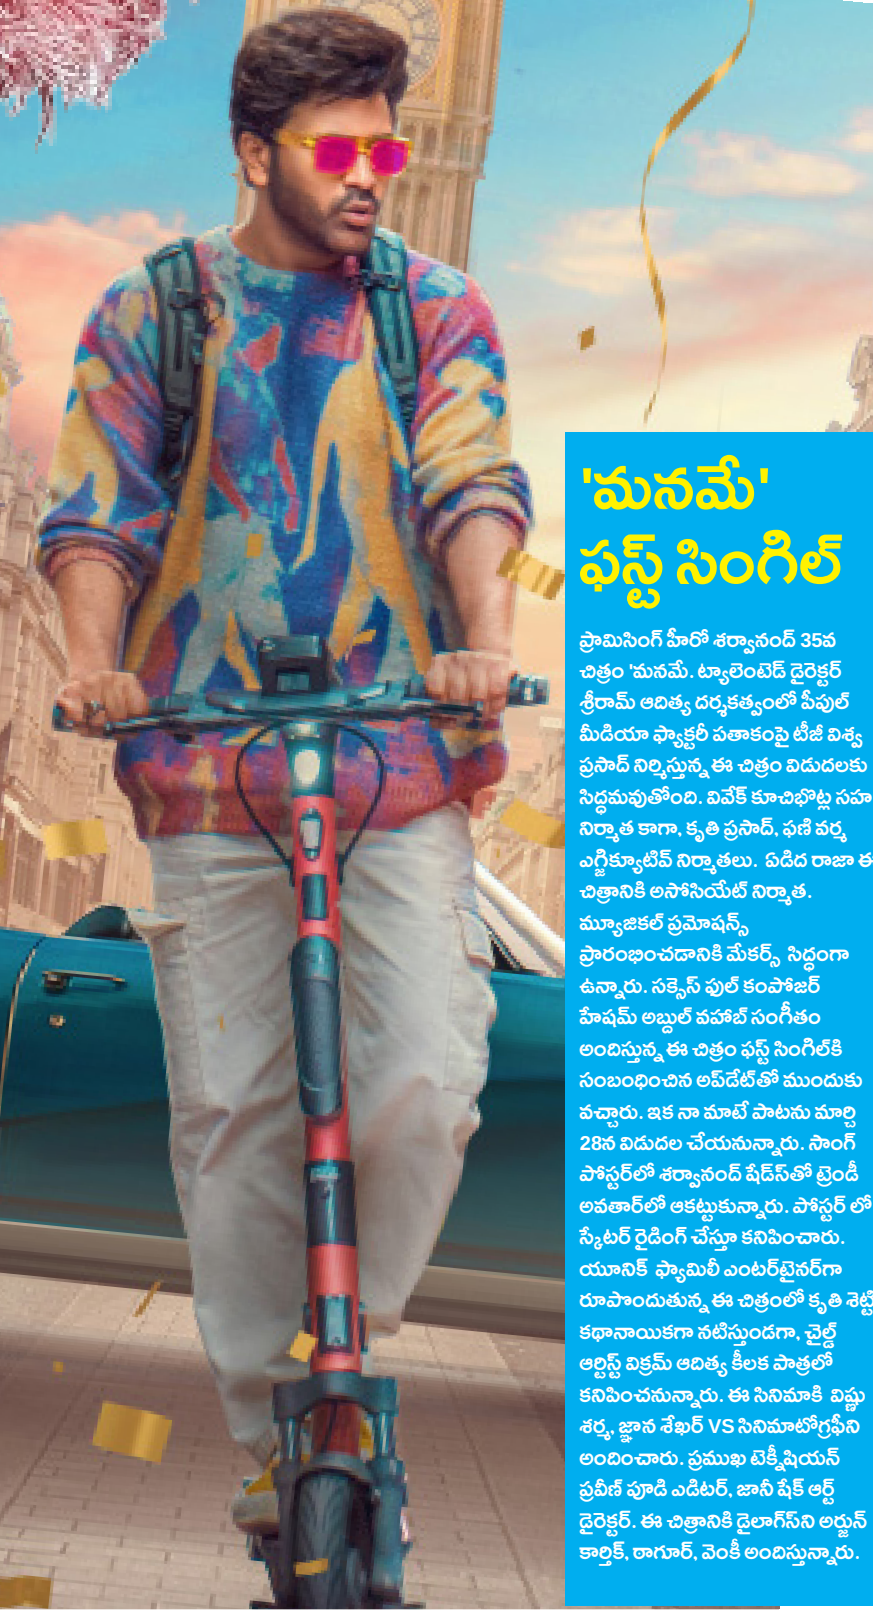 'మనమే'
ఫస్ట్ సింగిల్
ప్రామిసింగ్ హీరో శర్వానంద్ 35వ
చిత్రం 'మనమే. ట్యాలెంటెడ్ డైరెక్టర్
శ్రీరామ్ ఆదిత్య దర్శకత్వంలో పీపుల్
మీడియా ఫ్యాక్టరీ పతాకంపై టీజీ విశ్వ
ప్రసాద్ నిర్మిస్తున్న ఈ చిత్రం విడుదలకు
సిద్ధమవుతోంది. వివేక్ కూచిభొట్ల సహ
నిర్మాత కాగా, కృతి ప్రసాద్, ఫణి వర్మ
ఎగ్జిక్యూటివ్ నిర్మాతలు. ఏడిద రాజా ఈ
చిత్రానికి అసోసియేట్ నిర్మాత.
మ్యూజికల్ ప్రమోషన్స్
ప్రారంభించడానికి మేకర్స్ సిద్ధంగా
ఉన్నారు. సక్సెస్ ఫుల్ కంపోజర్
హేషమ్ అబ్దుల్ వహాబ్ సంగీతం
అందిస్తున్న ఈ చిత్రం ఫస్ట్ సింగిల్‌కి
సంబంధించిన అప్‌డేట్‌తో ముందుకు
వచ్చారు. ఇక నా మాటే పాటను మార్చి
28న విడుదల చేయనున్నారు. సాంగ్
పోస్టర్‌లో శర్వానంద్ షేడ్స్‌తో ట్రెండీ
అవతార్‌లో ఆకట్టుకున్నారు. పోస్టర్ లో
స్కేటర్ రైడింగ్ చేస్తూ కనిపించారు.
యూనిక్ ఫ్యామిలీ ఎంటర్‌టైనర్‌గా
రూపొందుతున్న ఈ చిత్రంలో కృతి శెట్టి
కథానాయికగా నటిస్తుండగా, చైల్డ్
ఆర్టిస్ట్ విక్రమ్ ఆదిత్య కీలక పాత్రలో
కనిపించనున్నారు. ఈ సినిమాకి విష్ణు
శర్మ, జ్ఞాన శేఖర్ VS సినిమాటోగ్రఫీని
అందించారు. ప్రముఖ టెక్నీషియన్
ప్రవీణ్ పూడి ఎడిటర్, జానీ షేక్ ఆర్ట్
డైరెక్టర్. ఈ చిత్రానికి డైలాగ్స్‌ని అర్జున్
కార్తిక్, ఠాగూర్, వెంకీ అందిస్తున్నారు.